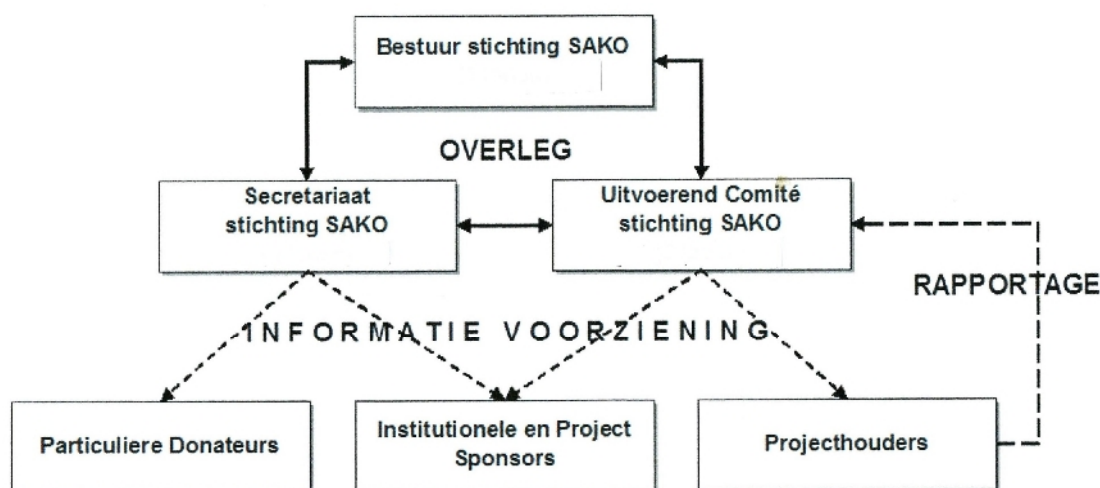 Bestuur stichting SAKO
OVERLEG
Secretariaat
stichting SAKO
Uitvoerend Comité
stichting SAKO
RAPPORTAGE
INFORMATIE VOORZIENING
Particuliere Donateurs
Institutionele en Project
Sponsors
Projecthouders